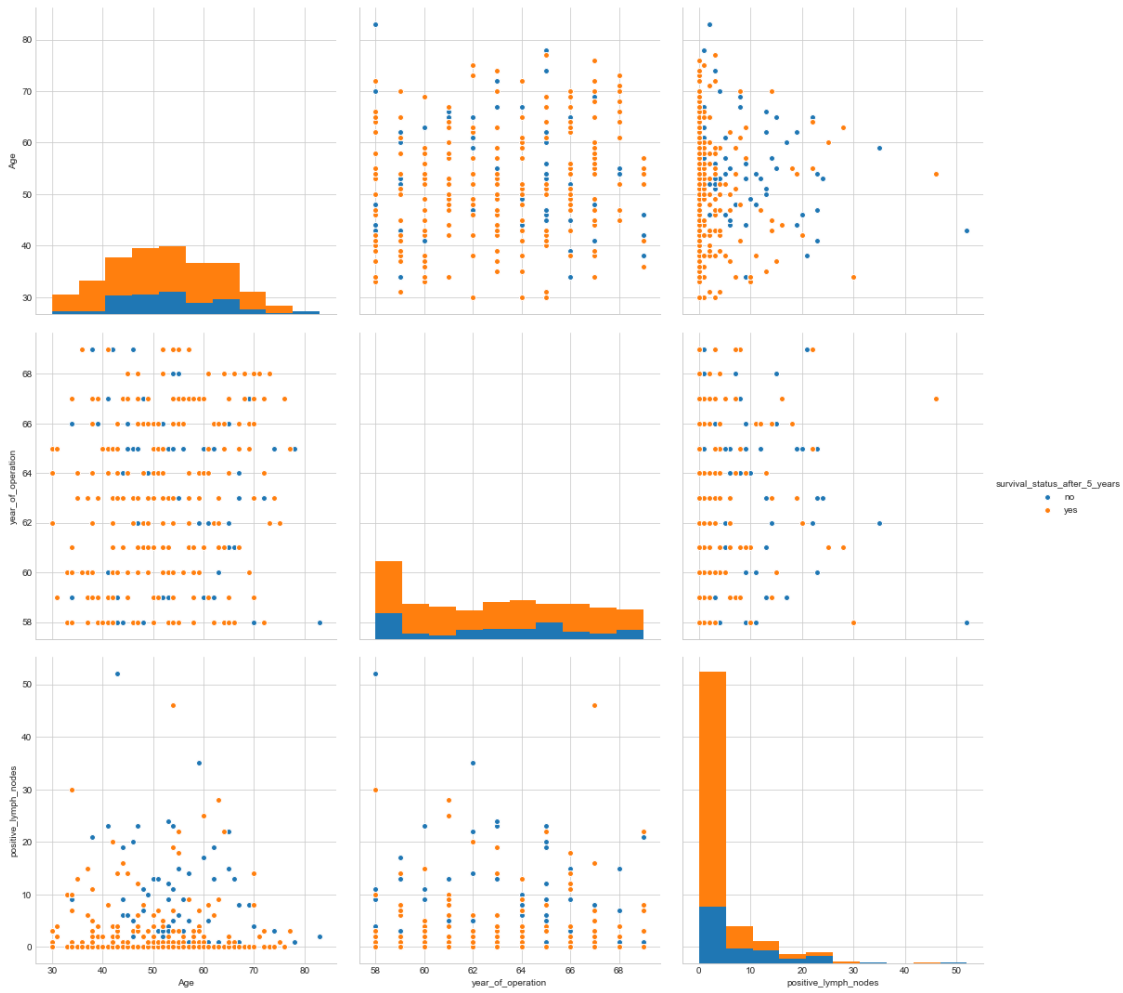 80
70
60
50
40
30
Age
68
66
64
62
60
58
year_of_operation
survival_status_after_5_years
no
yes
50
40
30
20
10
0
positive_lymph_nodes
30 40 50 60 70 80
58 60 62 64 66 68
0 10 20 30 40 50
Age
year_of_operation
positive_lymph_nodes